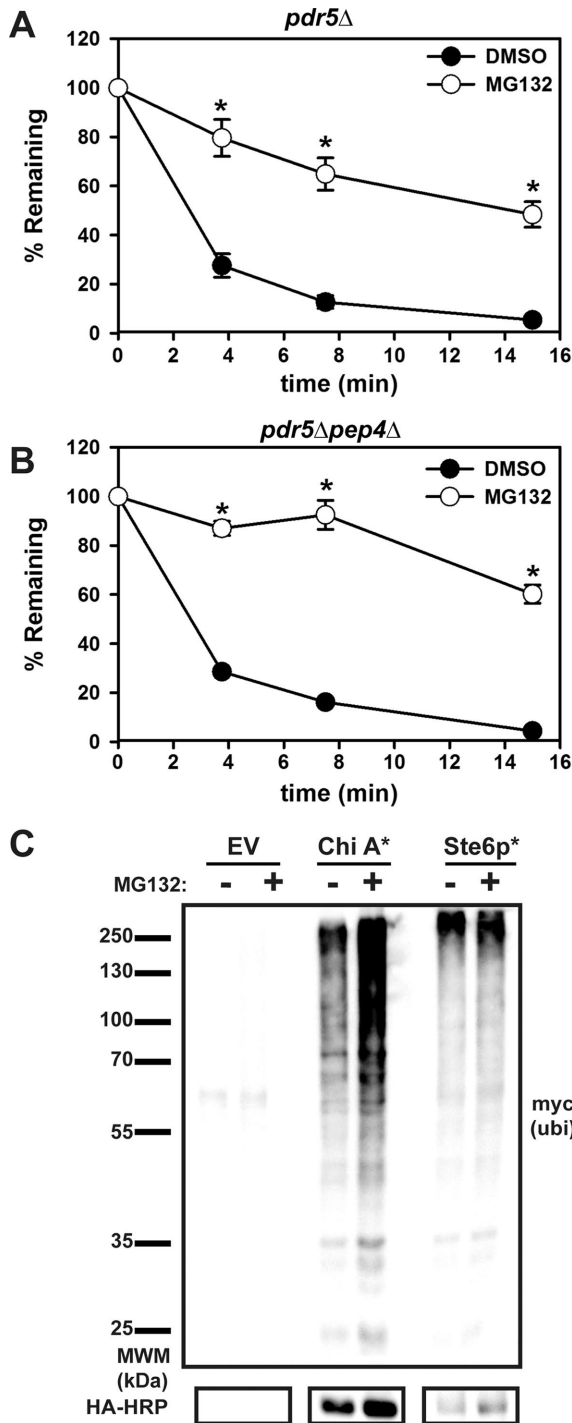 A
pdr5Δ
120
100
80
60
40
20
0
% Remaining
DMSO
MG132
*
*
*
0 2 4 6 8 10 12 14 16
time (min)
B
pdr5Δpep4Δ
120
100
80
60
40
20
0
% Remaining
DMSO
MG132
*
*
*
0 2 4 6 8 10 12 14 16
time (min)
C
EV Chi A* Ste6p*
MG132: - + - + - +
250
130
100
70
55
35
25
MWM
(kDa)
myc
(ubi)
HA-HRP